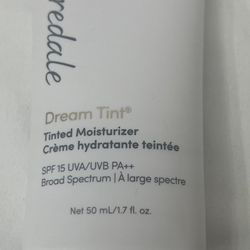 redale
Dream Tint®
Tinted Moisturizer
Crème hydratante teintée
SPF 15 UVA/UVB PA++
Broad Spectrum | À large spectre
Net 50 mL/1.7 fl. oz.